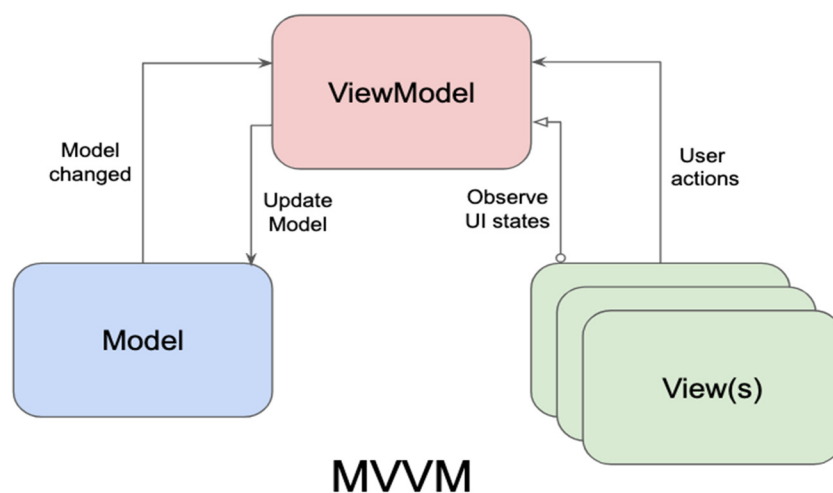 ViewModel
Model
changed
Update
Model
Observe
UI states
User
actions
Model
View(s)
MVVM